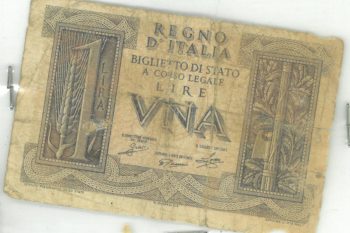 REGNO
D'ITALIA
BIGLIETTO DI STATO
A CORSO LEGALE
LIRE
VNA
1
LIRA